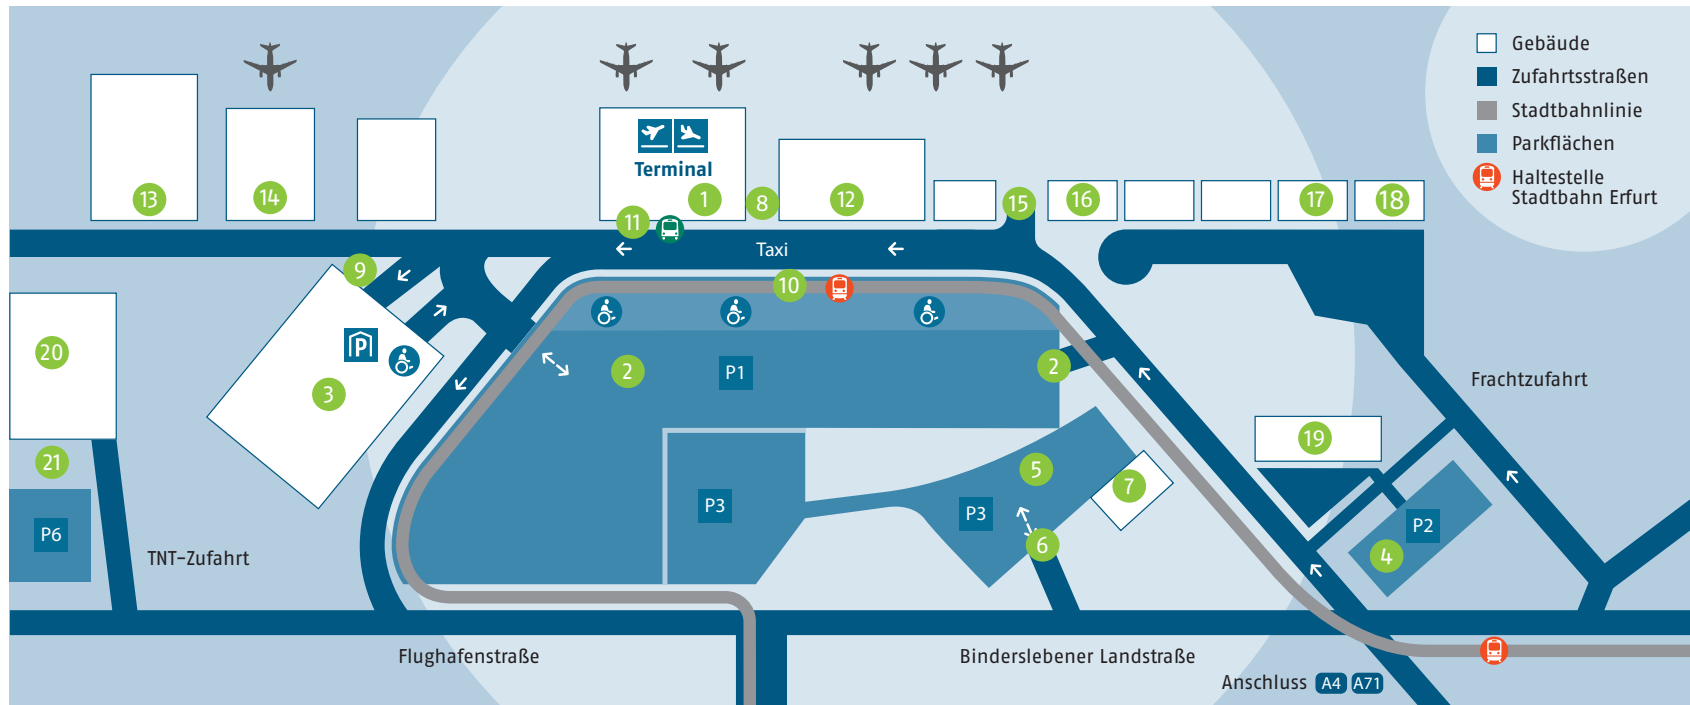 Gebäude
Zufahrtsstraßen
Stadtbahnlinie
Parkflächen
Haltestelle
Stadtbahn Erfurt
Terminal
13
14
1
8
12
15
16
17
18
11
Taxi
9
10
20
P
3
2
P1
2
Frachtzufahrt
19
21
5
7
P6
P3
P3
P2
6
4
TNT-Zufahrt
Flughafenstraße
Binderslebener Landstraße
Anschluss A4 A71